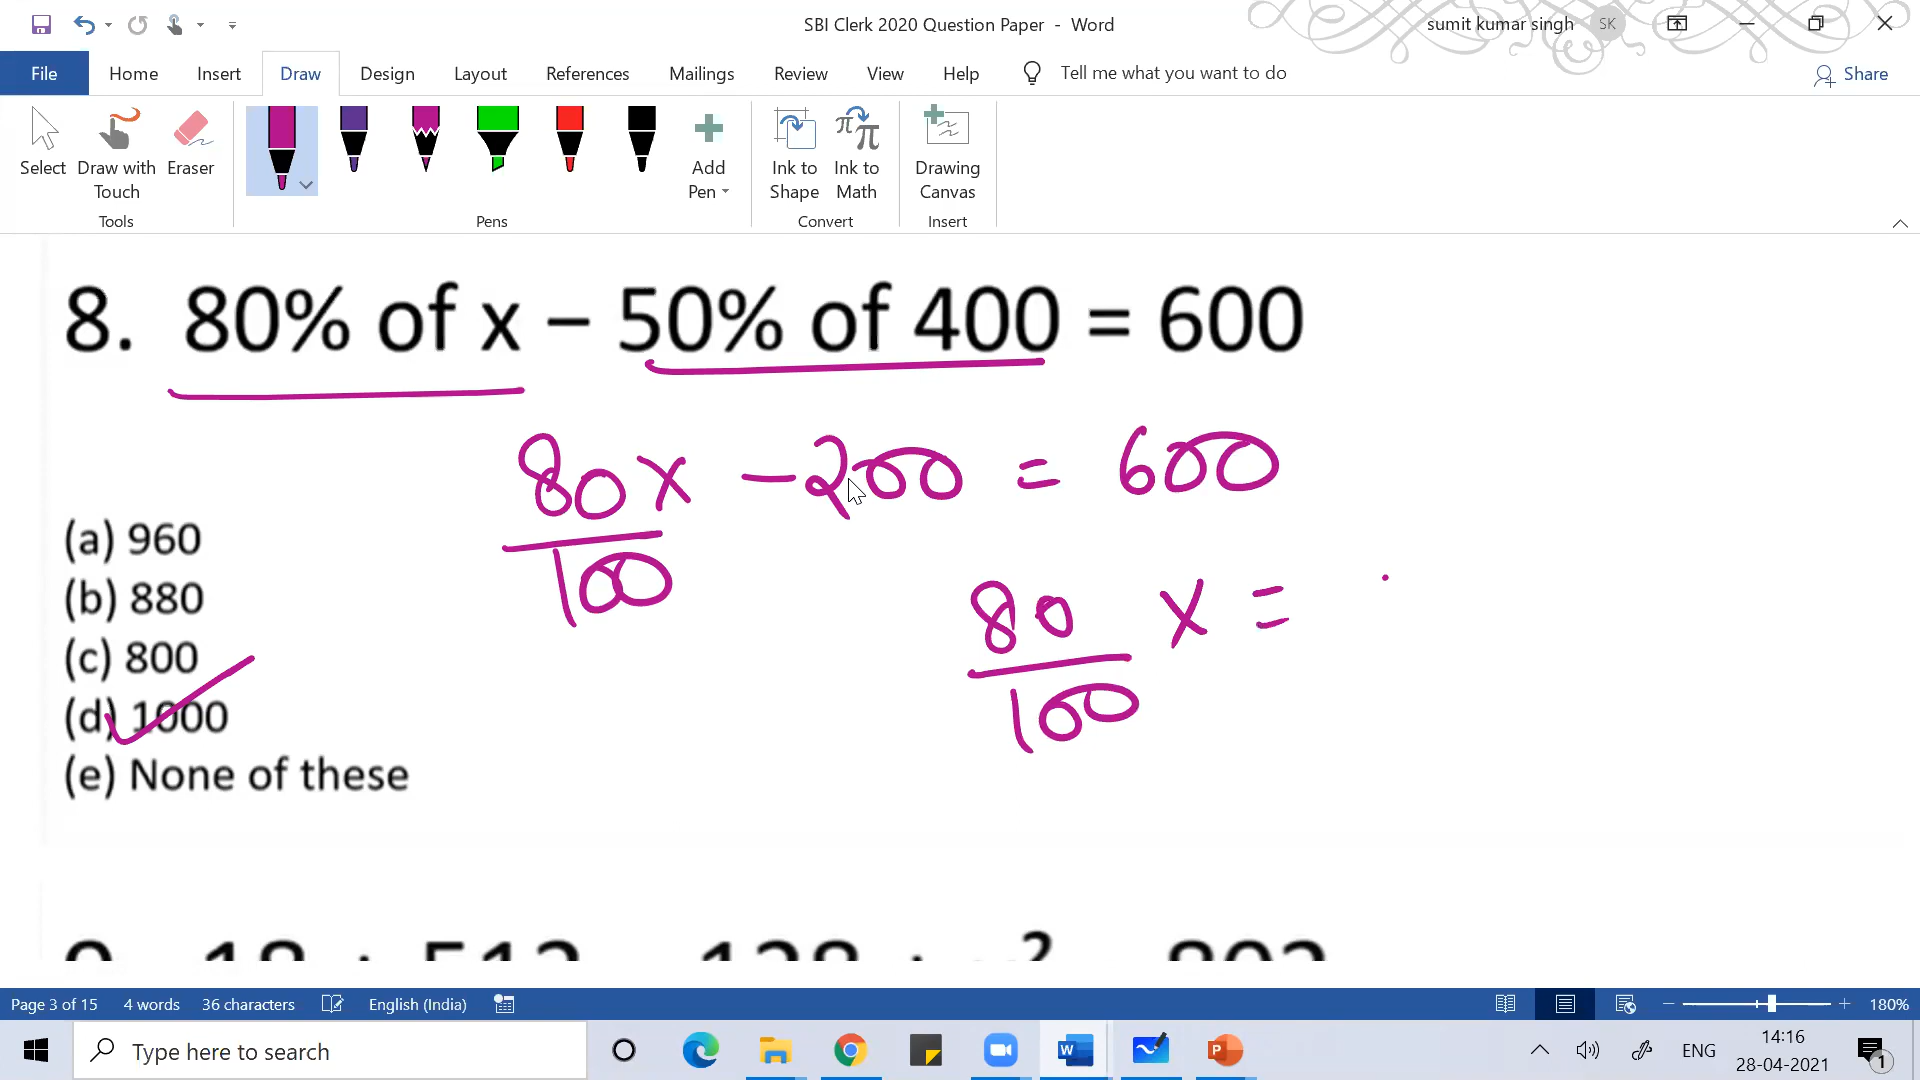 SBI Clerk 2020 Question Paper - Word
sumit kumar singh SK
File Home Insert Draw Design Layout References Mailings Review View Help Tell me what you want to do Share
Select Draw with Touch Eraser Add Pen Ink to Shape Ink to Math Drawing Canvas
Tools Pens Convert Insert
8. 80% of x – 50% of 400 = 600
80x - 200 = 600
100
80 x =
100
(a) 960
(b) 880
(c) 800
(d) 1000
(e) None of these
Page 3 of 15 4 words 36 characters English (India) 180%
Type here to search
ENG
14:16
28-04-2021
1